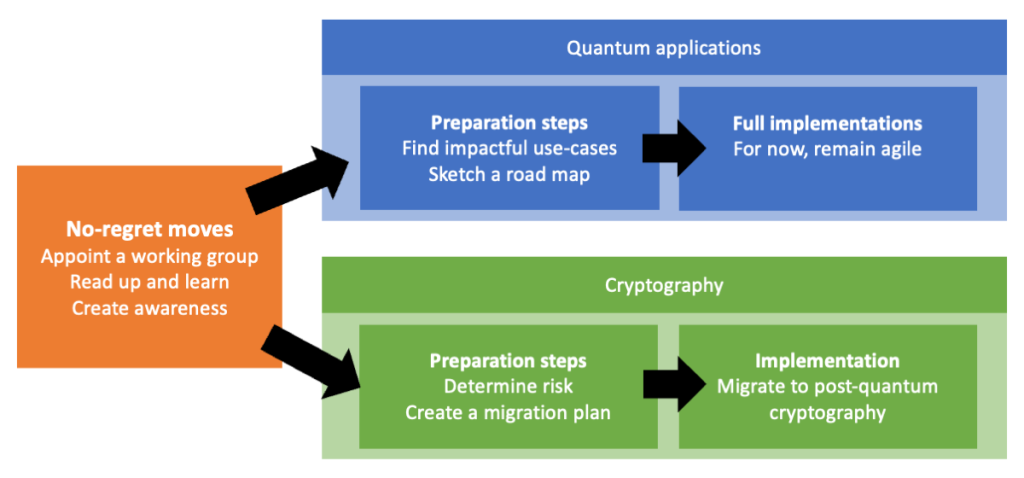 No-regret moves
Appoint a working group
Read up and learn
Create awareness
Quantum applications
Preparation steps
Find impactful use-cases
Sketch a road map
Full implementations
For now, remain agile
Cryptography
Preparation steps
Determine risk
Create a migration plan
Implementation
Migrate to post-quantum
cryptography